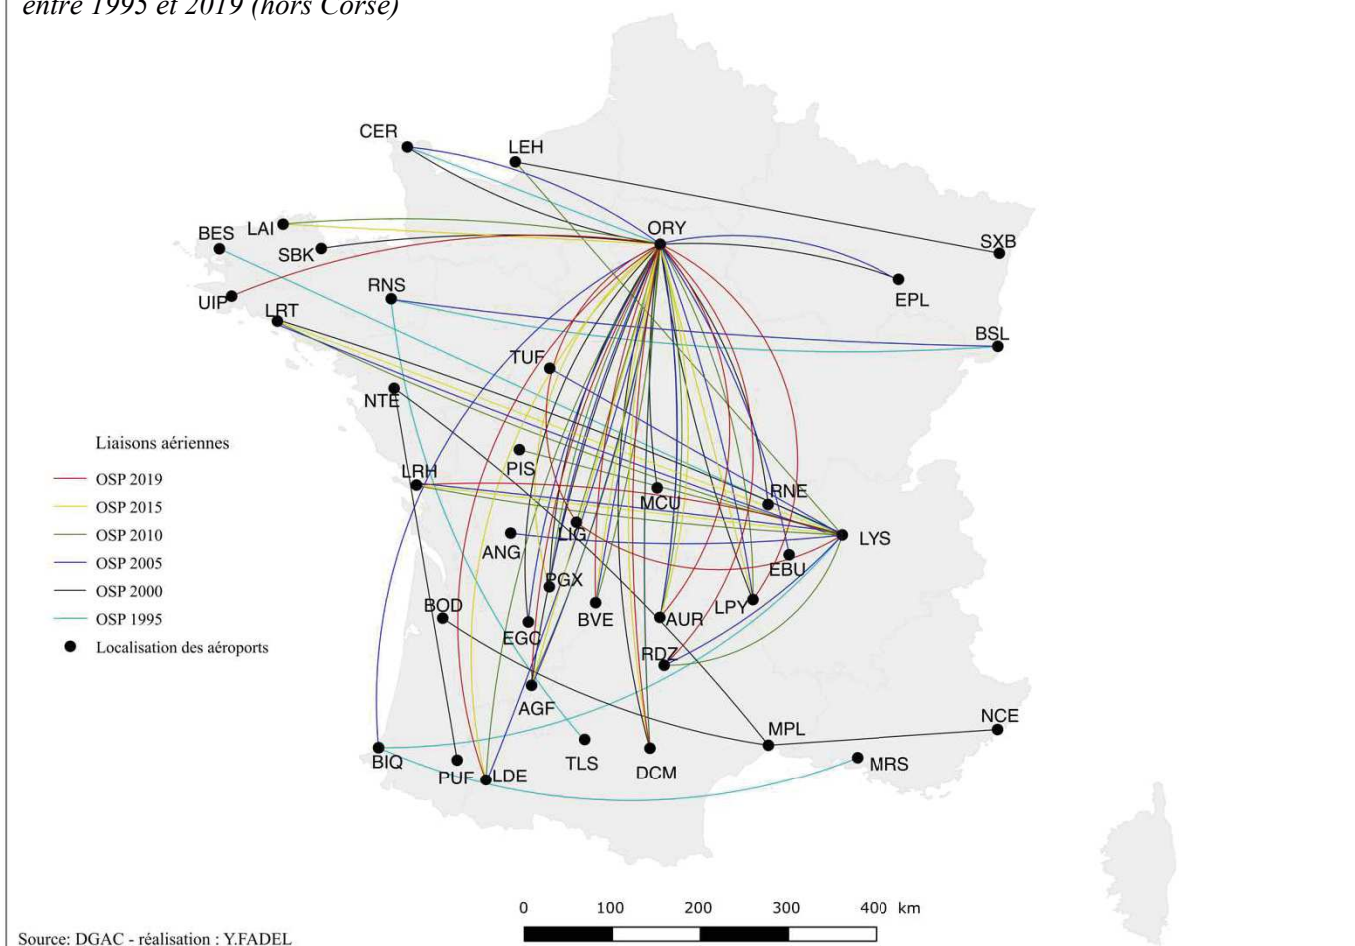 entre 1995 et 2019 (hors Corse)
CER
LEH
ORY
LAI
BES
SBK
SXB
RNS
EPL
UIP
LRT
BSL
TUF
NTE
Liaisons aériennes
LRH
PIS
OSP 2019
MCU
RNE
OSP 2015
LIG
LYS
OSP 2010
ANG
EBU
OSP 2005
PGX
OSP 2000
BOD
LPY
OSP 1995
BVE
AUR
EGC
Localisation des aéroports
RDZ
AGF
NCE
MPL
BIQ
TLS
MRS
PUF
LDE
DCM
0 100 200 300 400 km
Source: DGAC - réalisation : Y.FADEL